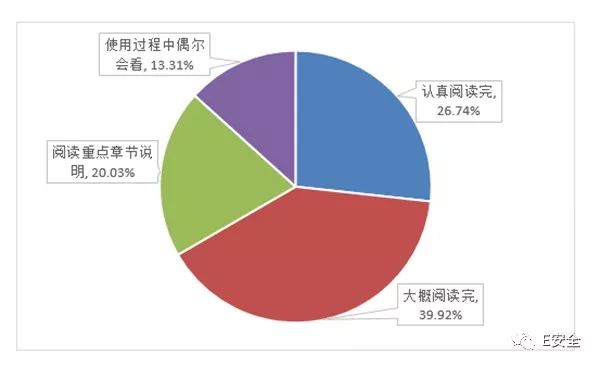 使用过程中偶尔
会看, 13.31%
认真阅读完,
26.74%
阅读重点章节说
明, 20.03%
大概阅读完,
39.92%
E安全